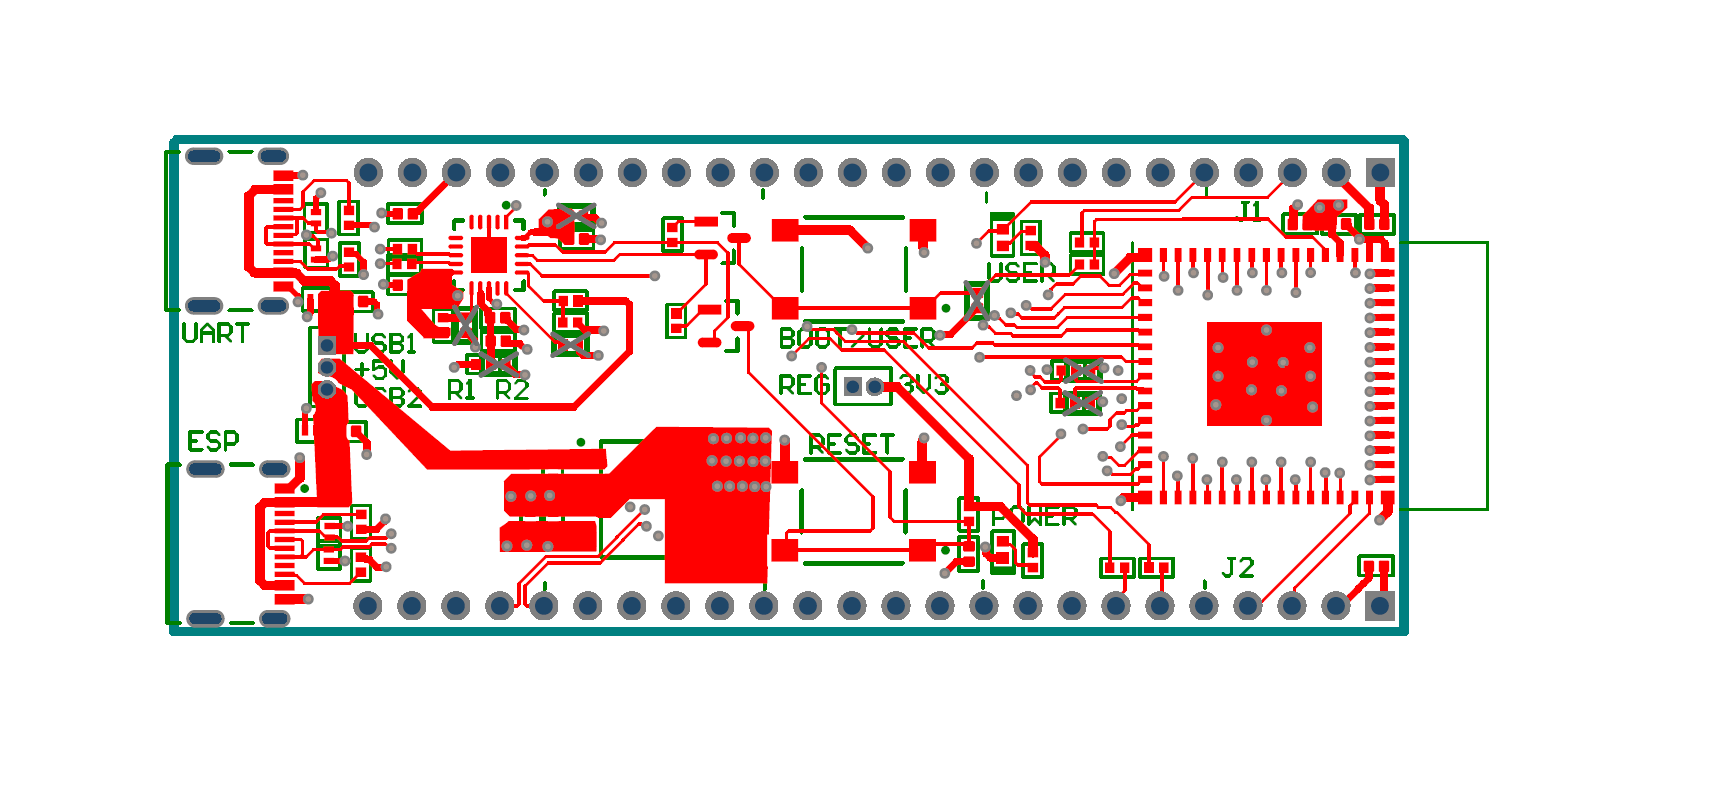 J1
USER
UART
USB1
BOOT/USER
+5V
R1 R2
REG 3V3
USB2
ESP
RESET
POWER
J2